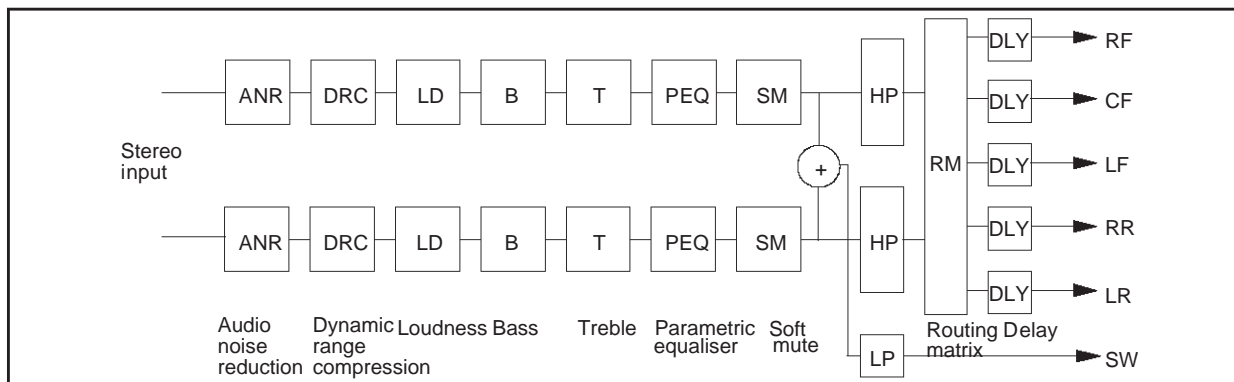 DLY RF
ANR DRC LD B T PEQ SM HP DLY CF
Stereo
input
+ RM DLY LF
ANR DRC LD B T PEQ SM HP DLY RR
DLY LR
Audio
noise
reduction
Dynamic
range
compression
Loudness Bass Treble
Parametric
equaliser
Soft
mute
LP
Routing Delay
matrix
SW